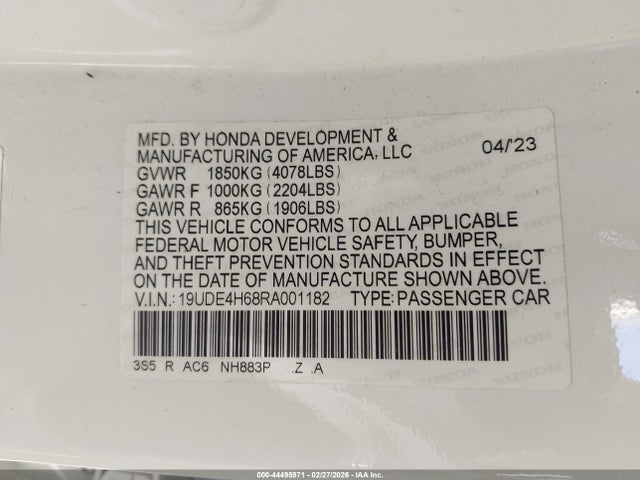 MFD. BY HONDA DEVELOPMENT &
MANUFACTURING OF AMERICA, LLC 04/'23
GVWR 1850KG (4078LBS)
GAWR F 1000KG (2204LBS)
GAWR R 865KG (1906LBS)
THIS VEHICLE CONFORMS TO ALL APPLICABLE
FEDERAL MOTOR VEHICLE SAFETY, BUMPER,
AND THEFT PREVENTION STANDARDS IN EFFECT
ON THE DATE OF MANUFACTURE SHOWN ABOVE.
V.I.N.: 19UDE4H68RA001182 TYPE: PASSENGER CAR
3S5 R AC6 NH883P .Z .A
000-44495971 - 02/27/2026 - IAA Inc.